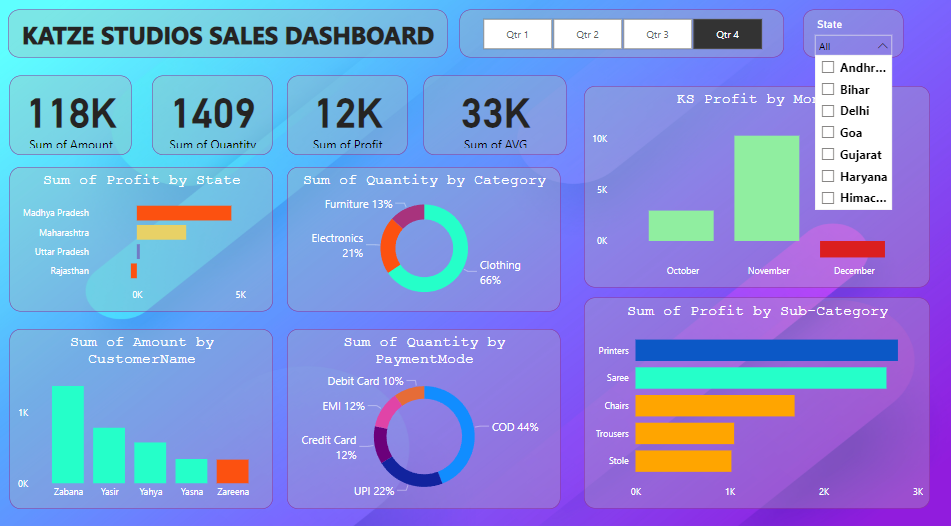 KATZE STUDIOS SALES DASHBOARD
Qtr 1
Qtr 2
Qtr 3
Qtr 4
State
All
Andhr...
Bihar
Delhi
Goa
Gujarat
Haryana
Himac...
118K
Sum of Amount
1409
Sum of Quantity
12K
Sum of Profit
33K
Sum of AVG
Sum of Profit by State
Madhya Pradesh
Maharashtra
Uttar Pradesh
Rajasthan
0K
5K
Sum of Quantity by Category
Furniture 13%
Electronics
21%
Clothing
66%
KS Profit by Mon
10K
5K
0K
October
November
December
Sum of Amount by
CustomerName
1K
0K
Zabana
Yasir
Yahya
Yasna
Zareena
Sum of Quantity by
PaymentMode
Debit Card 10%
EMI 12%
Credit Card
12%
UPI 22%
COD 44%
Sum of Profit by Sub-Category
Printers
Saree
Chairs
Trousers
Stole
0K
1K
2K
3K